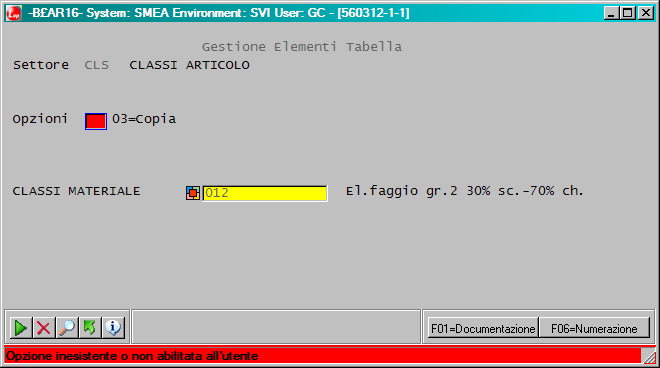 -B£AR16- System: SMEA Environment: SVI User: GC - [560312-1-1]
Gestione Elementi Tabella
Settore CLS CLASSI ARTICOLO
Opzioni 03=Copia
CLASSI MATERIALE 012 El.faggio gr.2 30% sc.-70% ch.
F01=Documentazione F06=Numerazione
Opzione inesistente o non abilitata all'utente